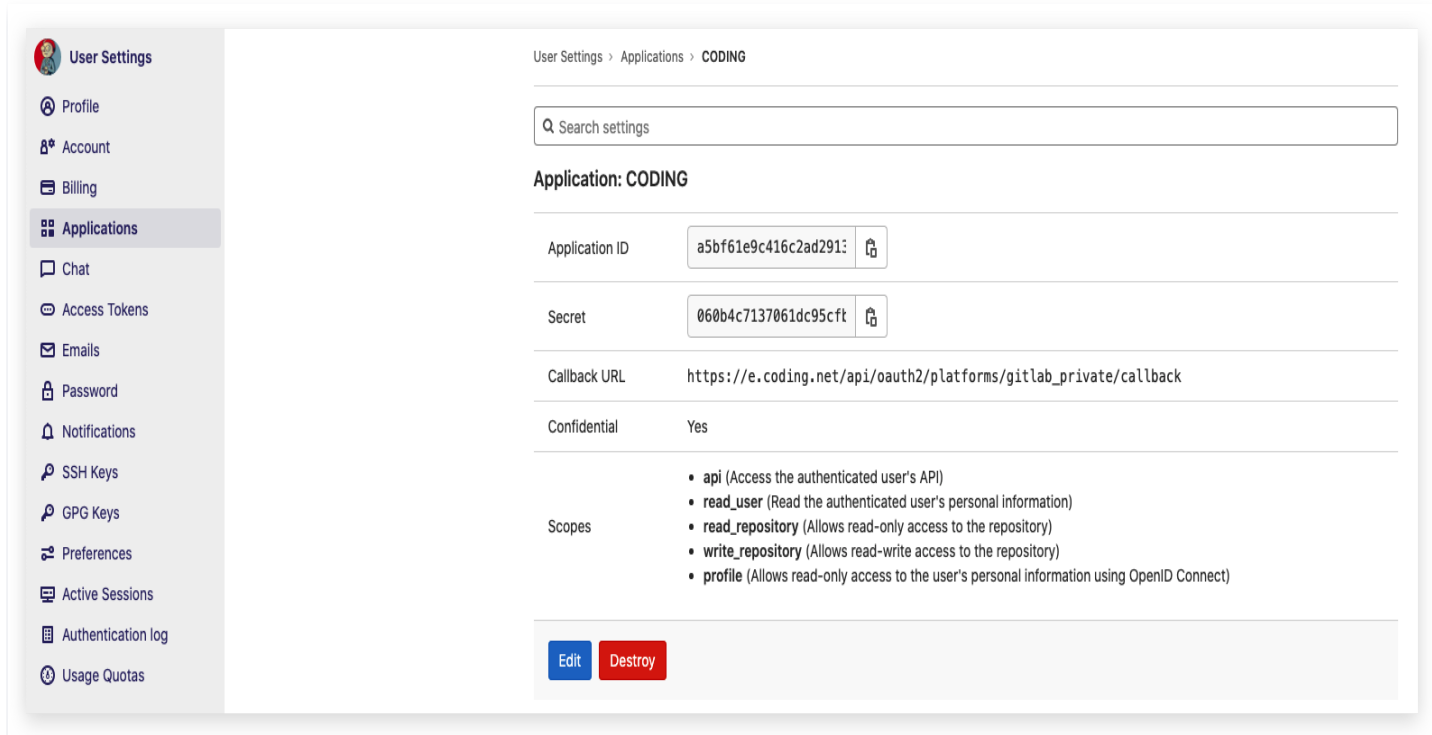 User Settings
Profile
Account
Billing
Applications
Chat
Access Tokens
Emails
Password
Notifications
SSH Keys
GPG Keys
Preferences
Active Sessions
Authentication log
Usage Quotas
User Settings › Applications › CODING
Search settings
Application: CODING
Application ID a5bf61e9c416c2ad2913
Secret 060b4c7137061dc95cfb
Callback URL https://e.coding.net/api/oauth2/platforms/gitlab_private/callback
Confidential Yes
Scopes
• api (Access the authenticated user's API)
• read_user (Read the authenticated user's personal information)
• read_repository (Allows read-only access to the repository)
• write_repository (Allows read-write access to the repository)
• profile (Allows read-only access to the user's personal information using OpenID Connect)
Edit Destroy